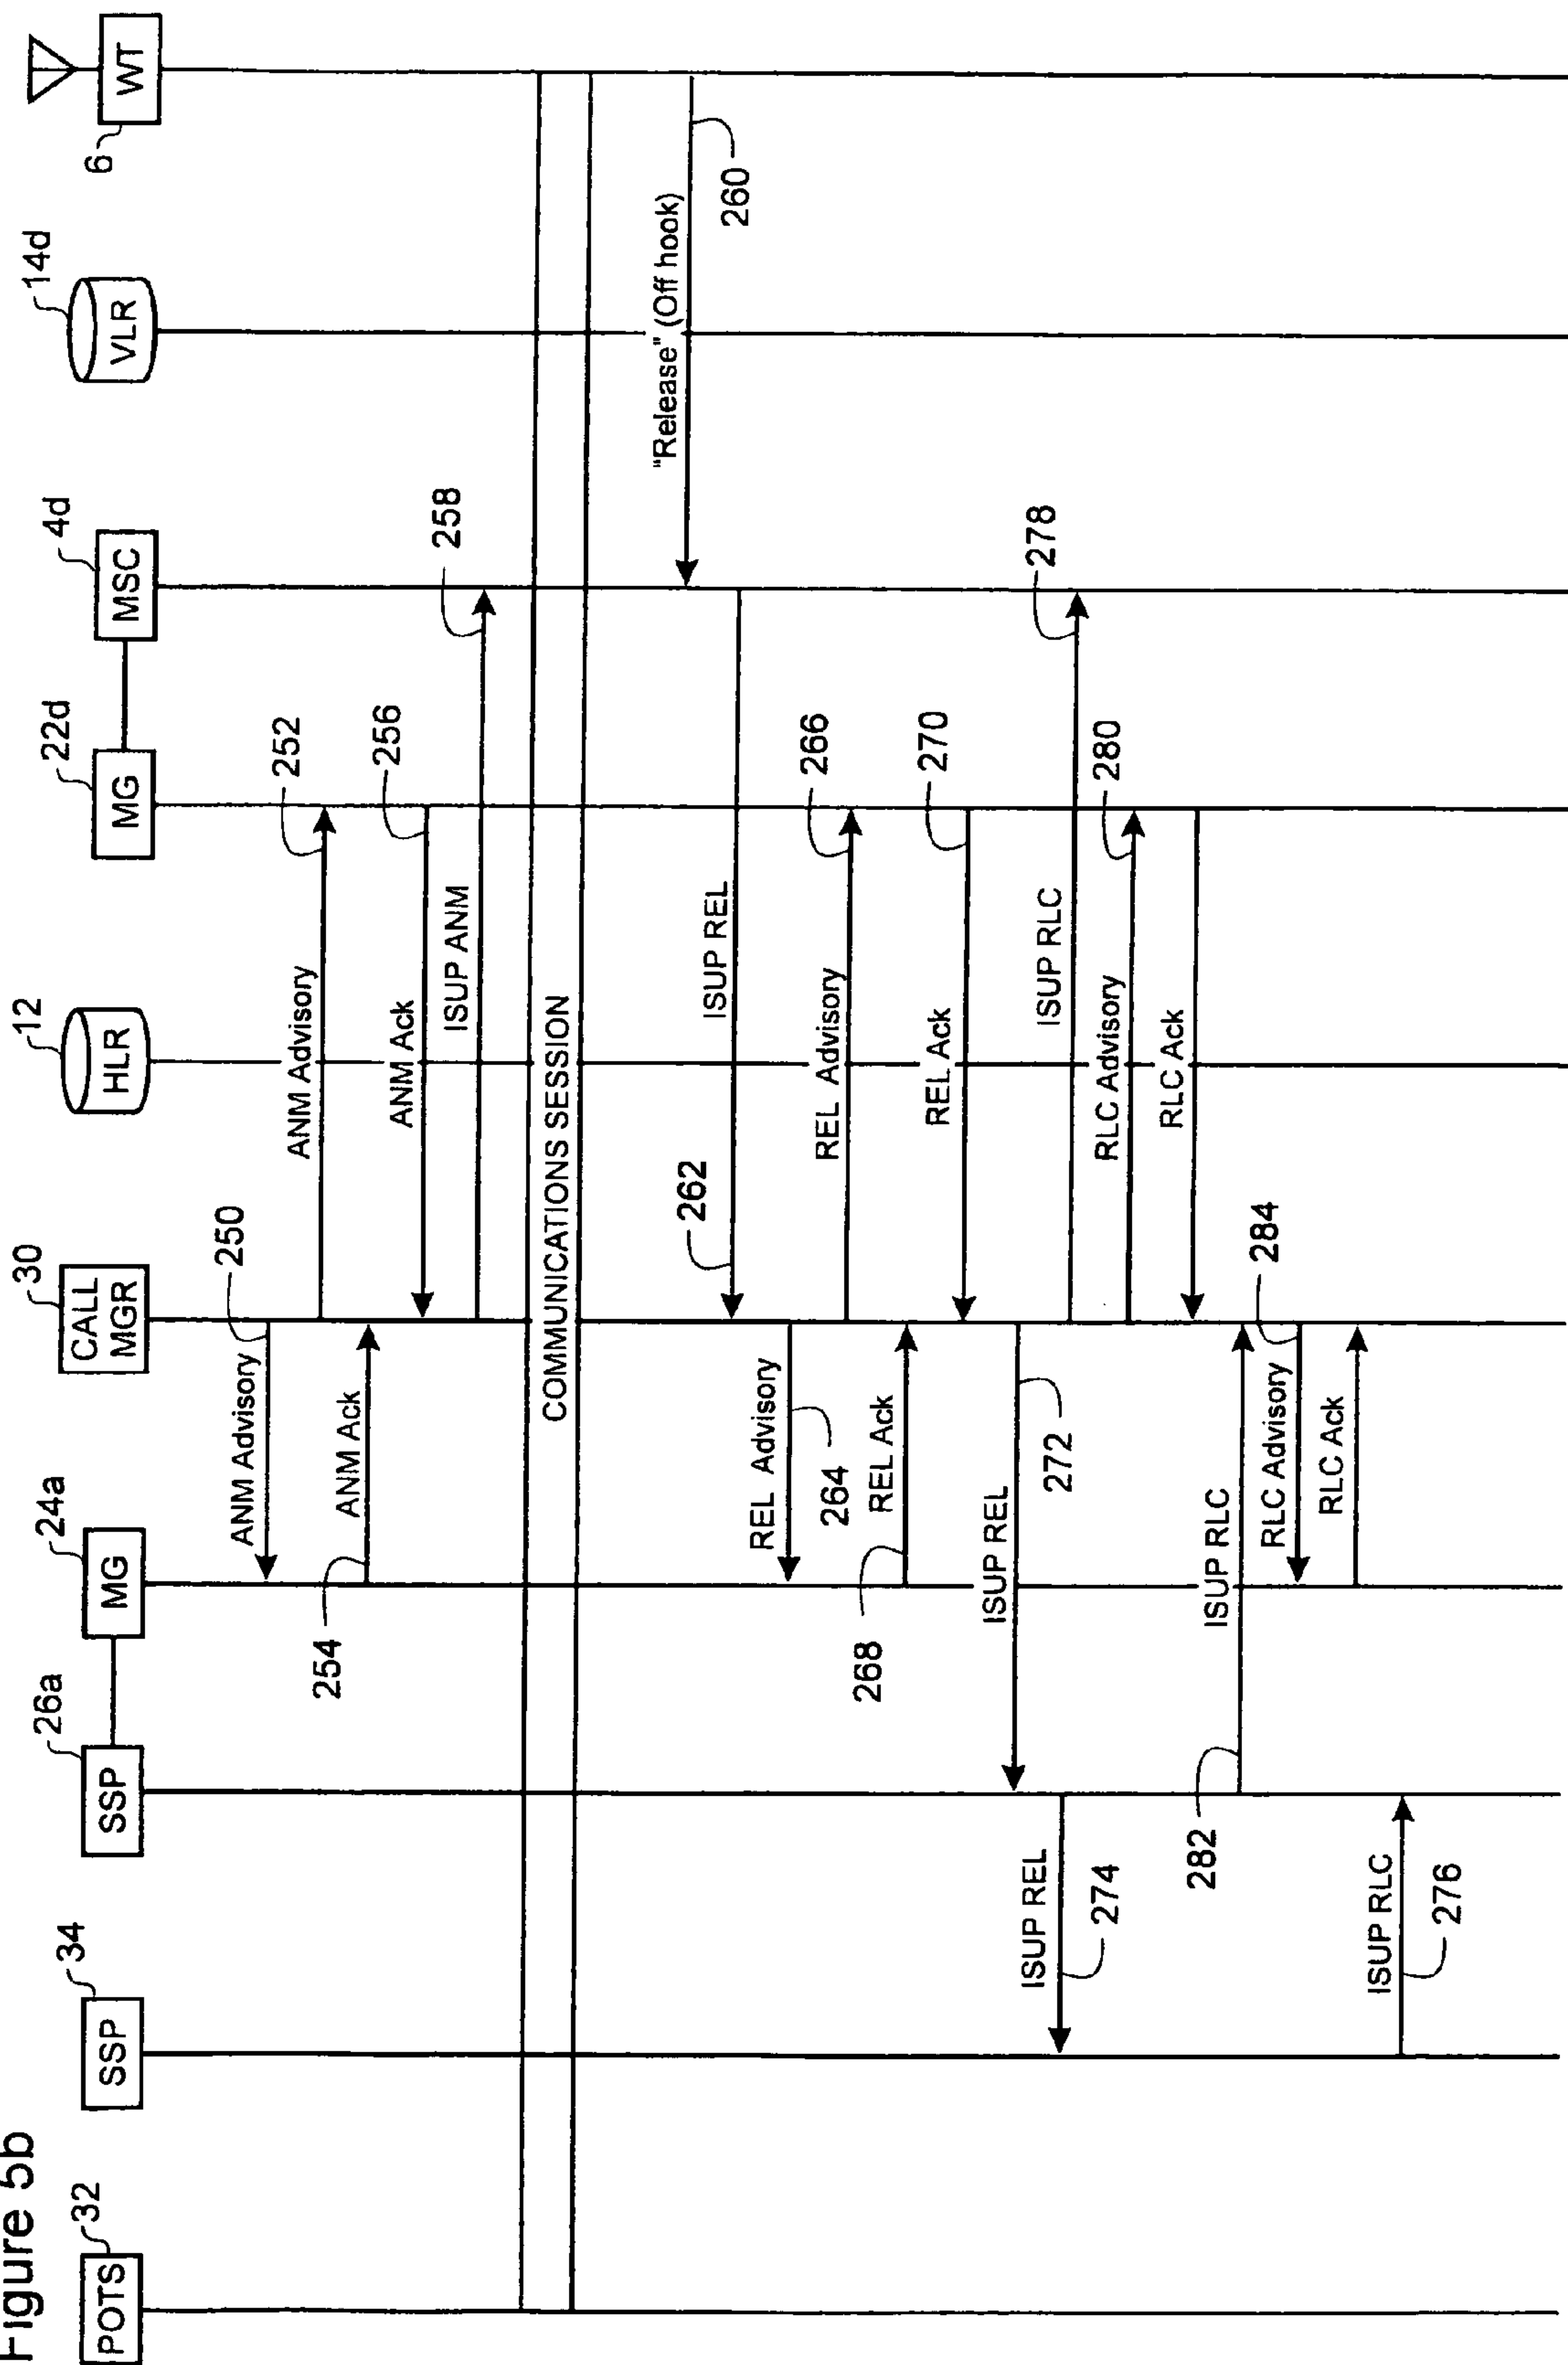 Figure 5b
POTS
32
SSP
34
SSP
26a
MG
24a
CALL
MGR
30
HLR
12
MG
22d
MSC
4d
VLR
14d
WT
6
ANM Advisory
250
ANM Advisory
252
ANM Ack
254
ANM Ack
256
ISUP ANM
258
COMMUNICATIONS SESSION
"Release" (Off hook)
260
ISUP REL
262
REL Advisory
264
REL Advisory
266
REL Ack
268
REL Ack
270
ISUP REL
272
ISUP REL
274
ISUP RLC
278
RLC Advisory
280
RLC Ack
ISUP RLC
282
RLC Advisory
284
RLC Ack
ISUP RLC
276